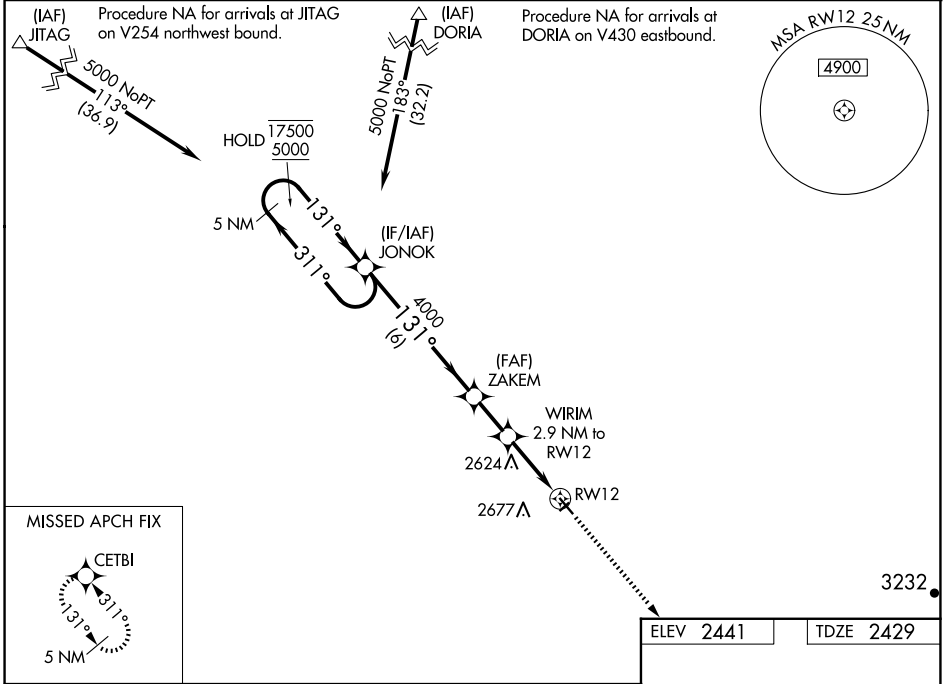 (IAF)
JITAG
Procedure NA for arrivals at JITAG
on V254 northwest bound.
(IAF)
DORIA
Procedure NA for arrivals at
DORIA on V430 eastbound.
MSA RW12 25 NM
4900
5000 NoPT
113°
(36.9)
5000 NoPT
183°
(32.2)
HOLD
17500
5000
5 NM
131°
311°
(IF/IAF)
JONOK
4000
131°
(6)
(FAF)
ZAKEM
WIRIM
2.9 NM to
RW12
2624
2677
RW12
MISSED APCH FIX
CETBI
311°
131°
5 NM
3232
ELEV 2441
TDZE 2429